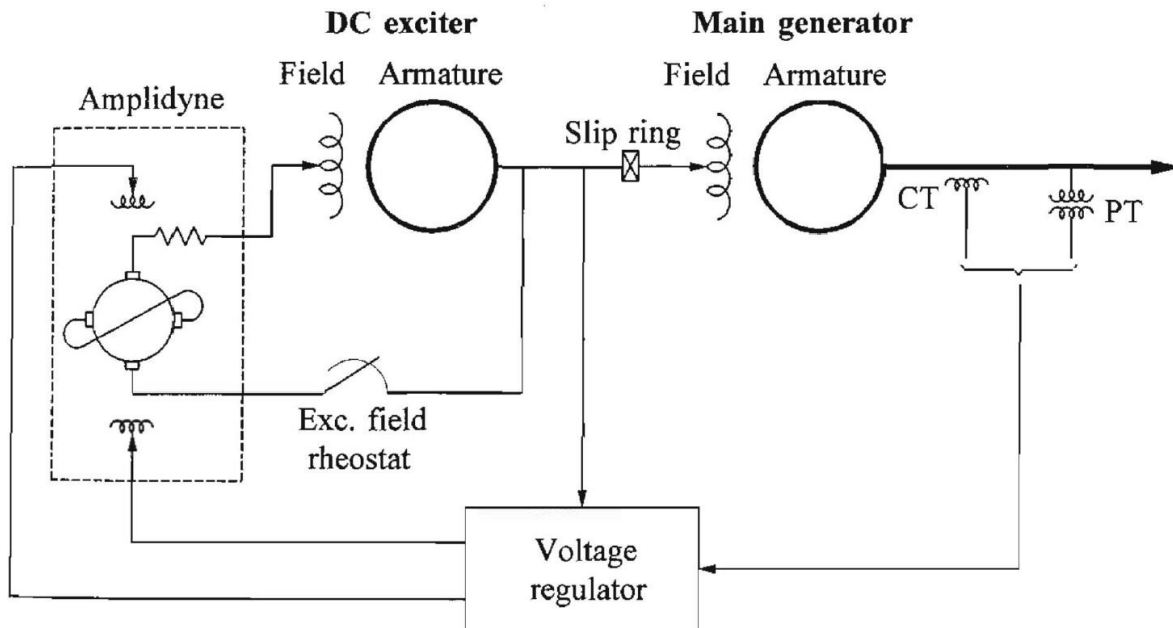 DC exciter
Main generator
Field
Armature
Field
Armature
Amplidyne
Slip ring
CT
PT
Exc. field
rheostat
Voltage
regulator